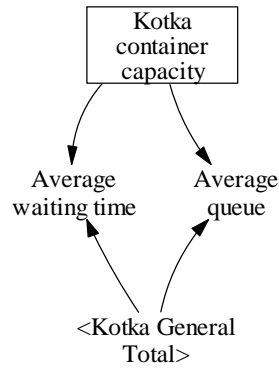 Kotka
container
capacity
Average
waiting time
Average
queue
<Kotka General
Total>